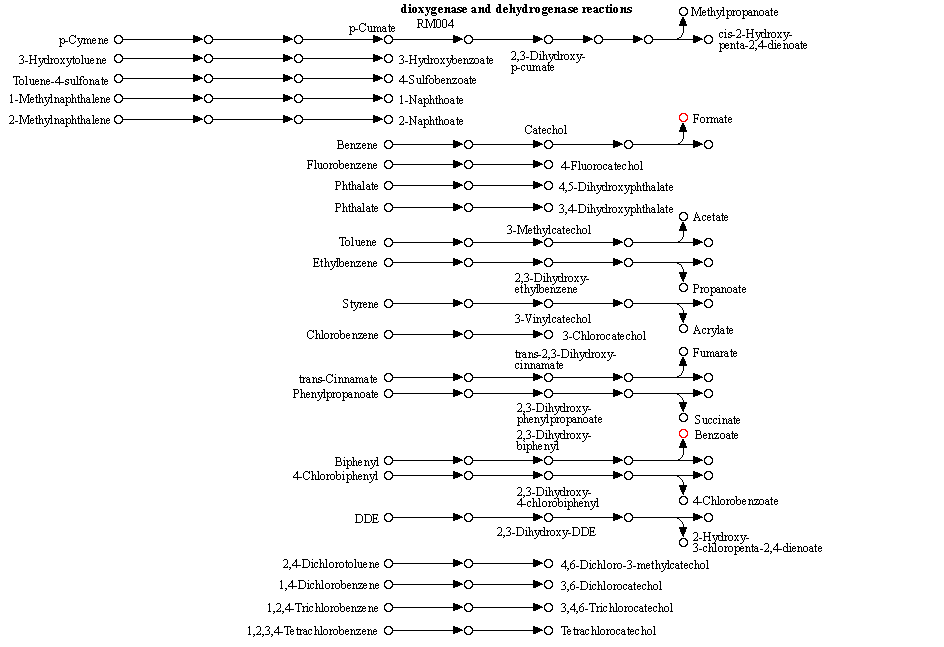 dioxygenase and dehydrogenase reactions
RM004
Methylpropanoate
p-Cumate
p-Cymene
cis-2-Hydroxy-
penta-2,4-dienoate
2,3-Dihydroxy-
p-cumate
3-Hydroxytoluene
3-Hydroxybenzoate
Toluene-4-sulfonate
4-Sulfobenzoate
1-Methylnaphthalene
1-Naphthoate
2-Methylnaphthalene
2-Naphthoate
Formate
Catechol
Benzene
Fluorobenzene
4-Fluorocatechol
Phthalate
4,5-Dihydroxyphthalate
Phthalate
3,4-Dihydroxyphthalate
Acetate
3-Methylcatechol
Toluene
Ethylbenzene
2,3-Dihydroxy-
ethylbenzene
Propanoate
Styrene
3-Vinylcatechol
Acrylate
Chlorobenzene
3-Chlorocatechol
Fumarate
trans-2,3-Dihydroxy-
cinnamate
trans-Cinnamate
Phenylpropanoate
2,3-Dihydroxy-
phenylpropanoate
Succinate
2,3-Dihydroxy-
biphenyl
Benzoate
Biphenyl
4-Chlorobiphenyl
2,3-Dihydroxy-
4-chlorobiphenyl
4-Chlorobenzoate
DDE
2,3-Dihydroxy-DDE
2-Hydroxy-
3-chloropenta-2,4-dienoate
2,4-Dichlorotoluene
4,6-Dichloro-3-methylcatechol
1,4-Dichlorobenzene
3,6-Dichlorocatechol
1,2,4-Trichlorobenzene
3,4,6-Trichlorocatechol
1,2,3,4-Tetrachlorobenzene
Tetrachlorocatechol